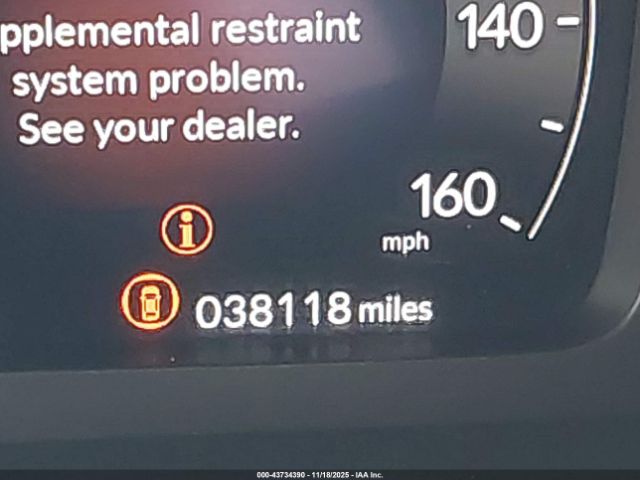 pplemental restraint
system problem.
See your dealer.
140
160
mph
i
038118 miles
000-43734390 - 11/18/2025 - IAA Inc.